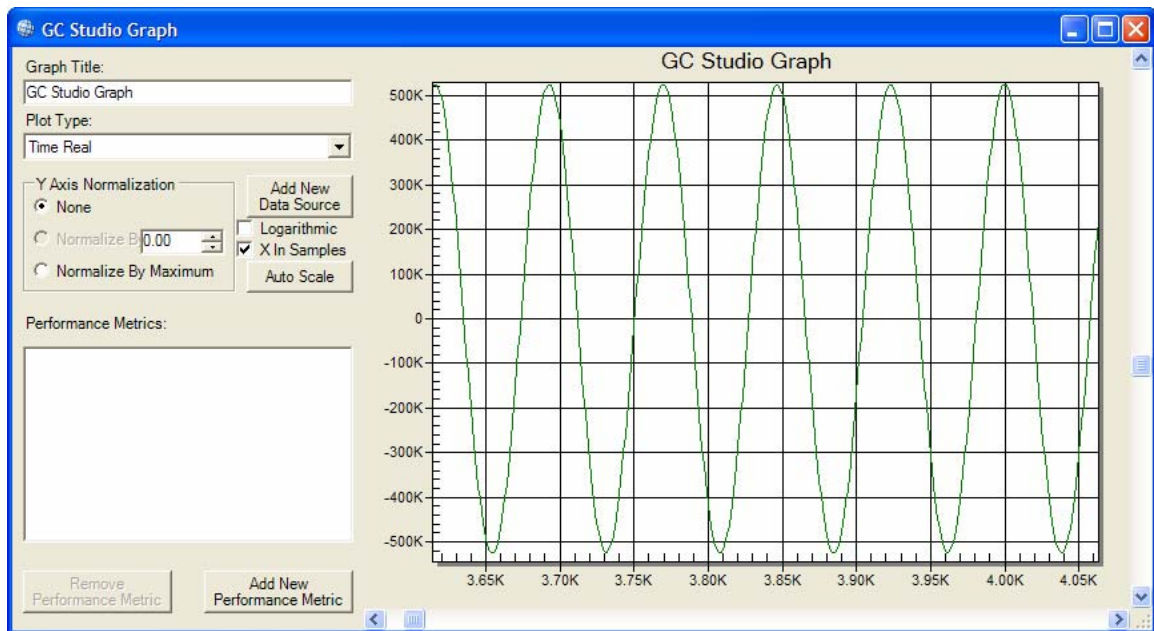 GC Studio Graph
Graph Title:
GC Studio Graph
Plot Type:
Time Real
Y Axis Normalization
None
Normalize B
0.00
Normalize By Maximum
Add New
Data Source
Logarithmic
X In Samples
Auto Scale
Performance Metrics:
Remove
Performance Metric
Add New
Performance Metric
GC Studio Graph
500K
400K
300K
200K
100K
0
-100K
-200K
-300K
-400K
-500K
3.65K 3.70K 3.75K 3.80K 3.85K 3.90K 3.95K 4.00K 4.05K